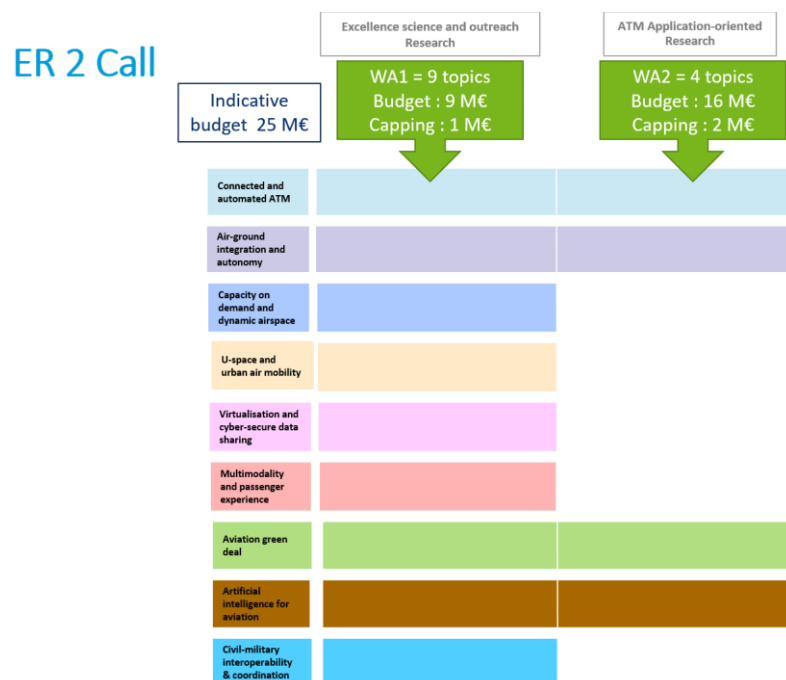 ER 2 Call
Excellence science and outreach
Research
ATM Application-oriented
Research
Indicative
budget 25 M€
WA1 = 9 topics
Budget : 9 M€
Capping : 1 M€
WA2 = 4 topics
Budget : 16 M€
Capping : 2 M€
Connected and
automated ATM
Air-ground
integration and
autonomy
Capacity on
demand and
dynamic airspace
U-space and
urban air mobility
Virtualisation and
cyber-secure data
sharing
Multimodality
and passenger
experience
Aviation green
deal
Artificial
intelligence for
aviation
Civil-military
interoperability
& coordination